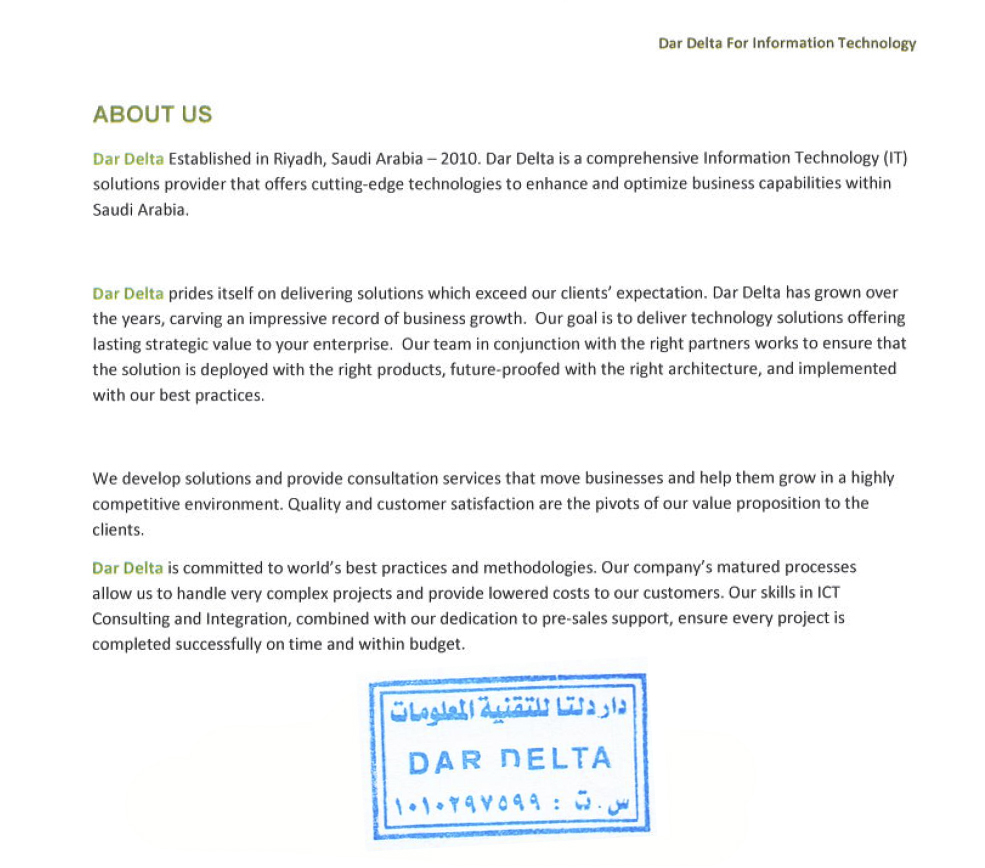 Dar Delta For Information Technology
ABOUT US
Dar Delta Established in Riyadh, Saudi Arabia – 2010. Dar Delta is a comprehensive Information Technology (IT)
solutions provider that offers cutting-edge technologies to enhance and optimize business capabilities within
Saudi Arabia.
Dar Delta prides itself on delivering solutions which exceed our clients’ expectation. Dar Delta has grown over
the years, carving an impressive record of business growth.  Our goal is to deliver technology solutions offering
lasting strategic value to your enterprise.  Our team in conjunction with the right partners works to ensure that
the solution is deployed with the right products, future-proofed with the right architecture, and implemented
with our best practices.
We develop solutions and provide consultation services that move businesses and help them grow in a highly
competitive environment. Quality and customer satisfaction are the pivots of our value proposition to the
clients.
Dar Delta is committed to world’s best practices and methodologies. Our company’s matured processes
allow us to handle very complex projects and provide lowered costs to our customers. Our skills in ICT
Consulting and Integration, combined with our dedication to pre-sales support, ensure every project is
completed successfully on time and within budget.
دار دلتا للتقنية المعلومات
DAR DELTA
س . ت : ١٠١٠٢٩٧٥٩٩